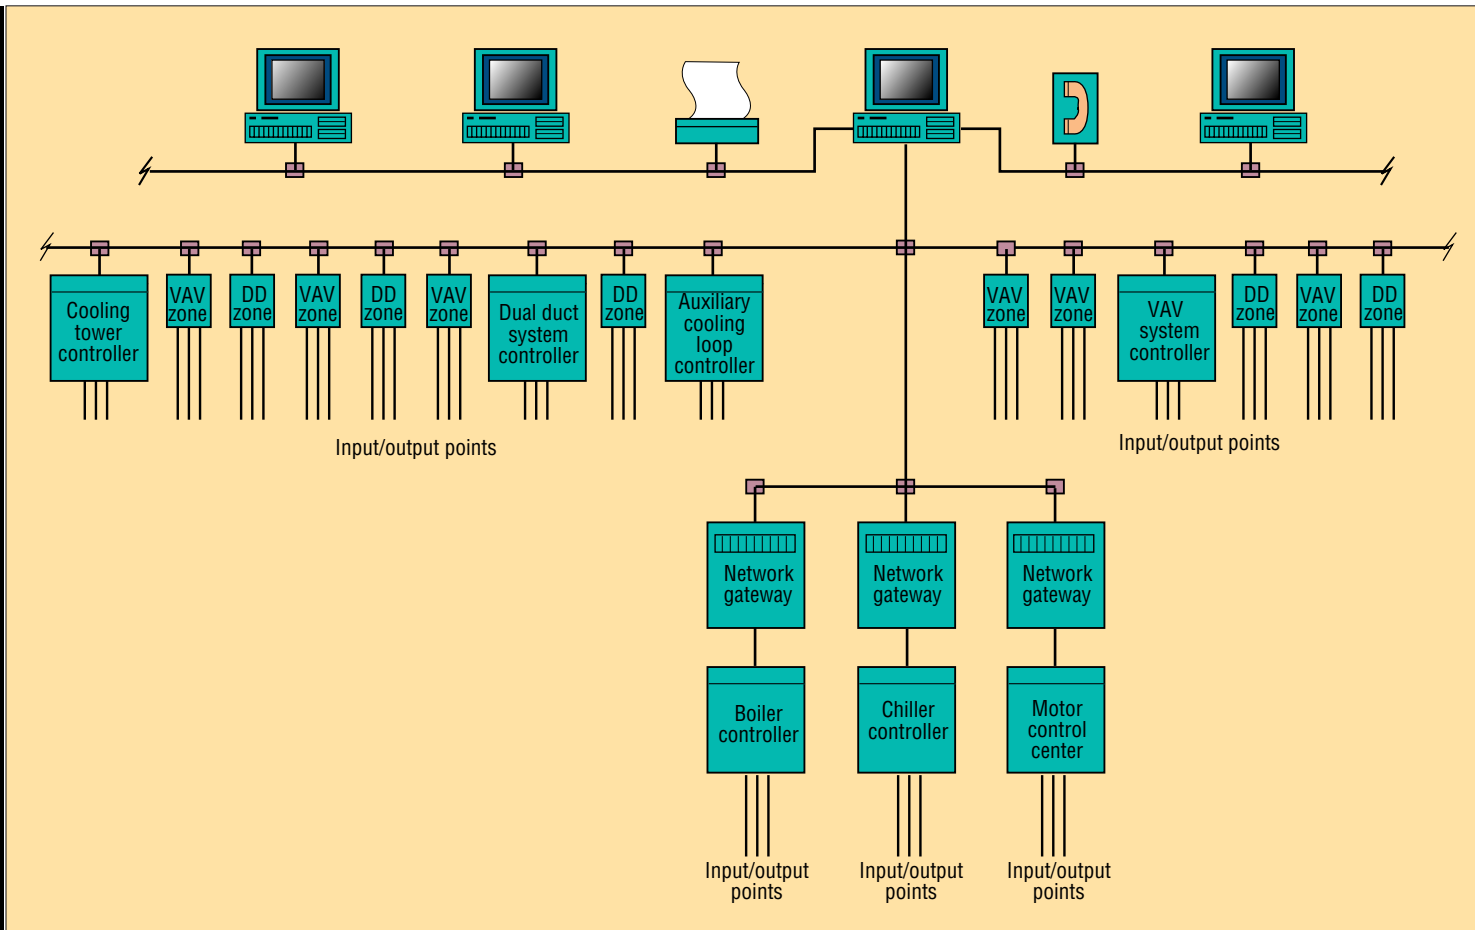 Cooling
tower
controller
VAV
zone
DD
zone
VAV
zone
DD
zone
VAV
zone
Dual duct
system
controller
DD
zone
Auxiliary
cooling
loop
controller
VAV
zone
VAV
zone
VAV
system
controller
DD
zone
VAV
zone
DD
zone
Input/output points
Input/output points
Network
gateway
Network
gateway
Network
gateway
Boiler
controller
Chiller
controller
Motor
control
center
Input/output
points
Input/output
points
Input/output
points